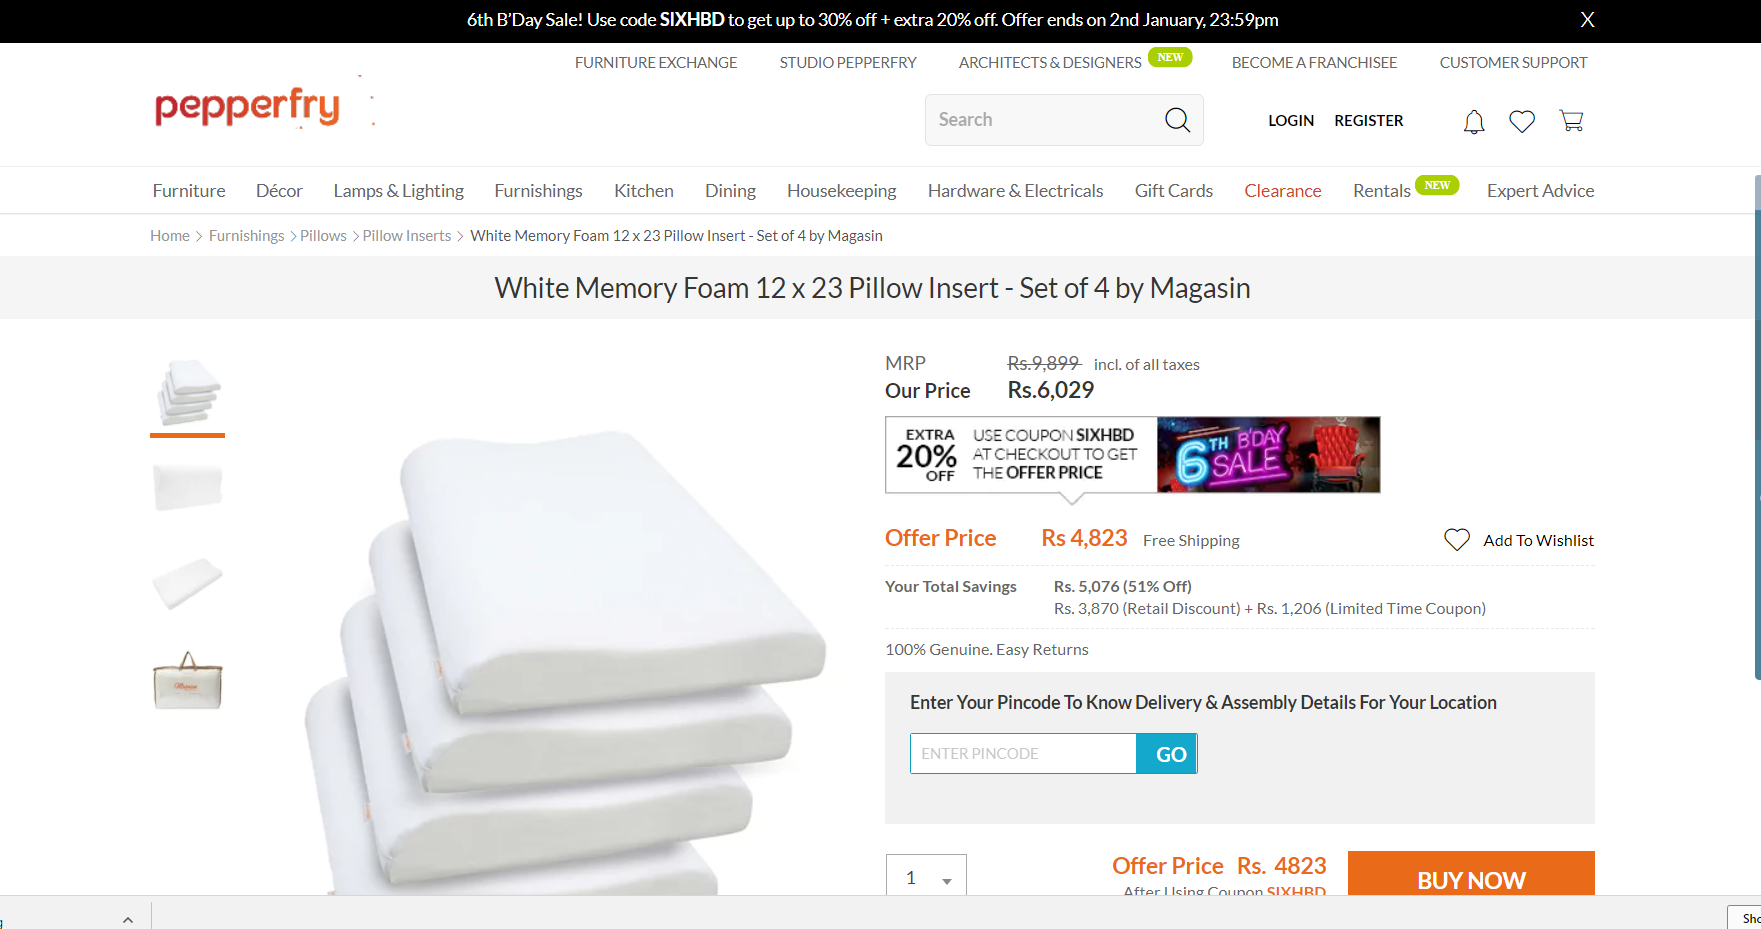 6th B’Day Sale! Use code SIXHBD to get up to 30% off + extra 20% off. Offer ends on 2nd January, 23:59pm
X
FURNITURE EXCHANGE STUDIO PEPPERFRY ARCHITECTS & DESIGNERS NEW BECOME A FRANCHISEE CUSTOMER SUPPORT
pepperfry
Search
LOGIN REGISTER
Furniture Décor Lamps & Lighting Furnishings Kitchen Dining Housekeeping Hardware & Electricals Gift Cards Clearance Rentals NEW Expert Advice
Home > Furnishings > Pillows > Pillow Inserts > White Memory Foam 12 x 23 Pillow Insert - Set of 4 by Magasin
White Memory Foam 12 x 23 Pillow Insert - Set of 4 by Magasin
MRP Rs.9,899 incl. of all taxes
Our Price Rs.6,029
EXTRA
20%
OFF
USE COUPON SIXHBD
AT CHECKOUT TO GET
THE OFFER PRICE
6TH B'DAY
SALE
Offer Price Rs 4,823 Free Shipping
Add To Wishlist
Your Total Savings Rs. 5,076 (51% Off)
Rs. 3,870 (Retail Discount) + Rs. 1,206 (Limited Time Coupon)
100% Genuine. Easy Returns
Enter Your Pincode To Know Delivery & Assembly Details For Your Location
ENTER PINCODE GO
1
Offer Price Rs. 4823
After Using Coupon SIXHBD
BUY NOW
Sho